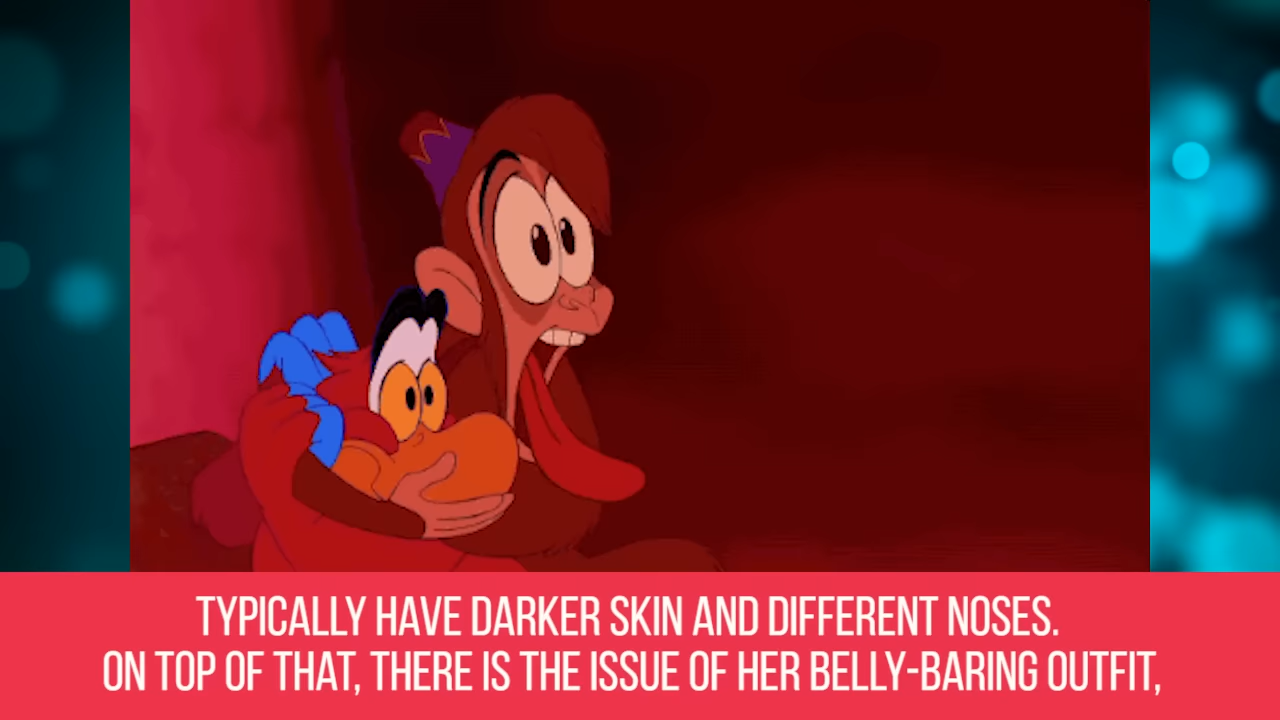 TYPICALLY HAVE DARKER SKIN AND DIFFERENT NOSES.
ON TOP OF THAT, THERE IS THE ISSUE OF HER BELLY-BARING OUTFIT,